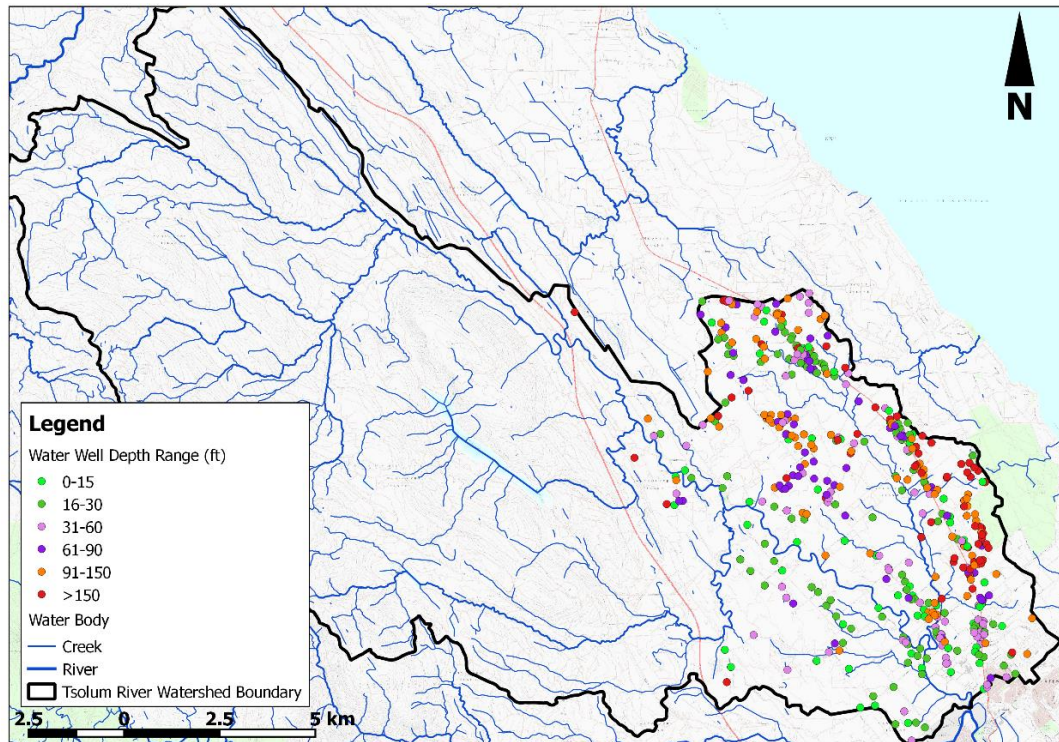 N
Legend
Water Well Depth Range (ft)
0-15
16-30
31-60
61-90
91-150
>150
Water Body
Creek
River
Tsolum River Watershed Boundary
2.5 0 2.5 5 km